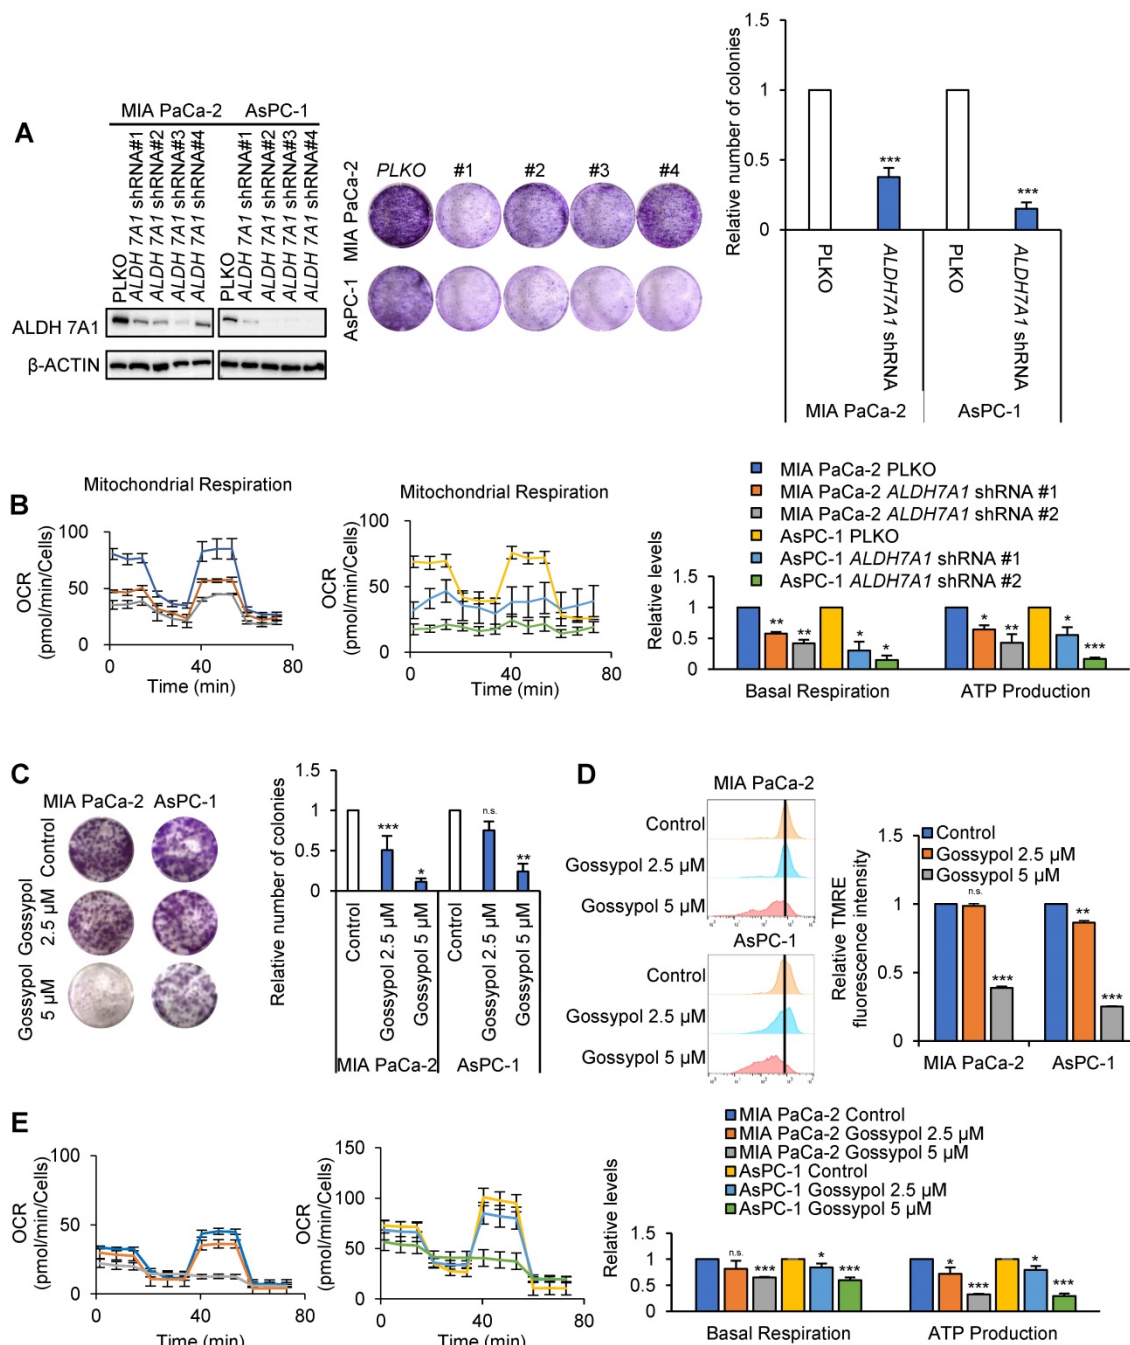 A
MIA PaCa-2 AsPC-1
PLKO
ALDH 7A1 shRNA#1
ALDH 7A1 shRNA#2
ALDH 7A1 shRNA#3
ALDH 7A1 shRNA#4
PLKO
ALDH 7A1 shRNA#1
ALDH 7A1 shRNA#2
ALDH 7A1 shRNA#3
ALDH 7A1 shRNA#4
ALDH 7A1
β-ACTIN
PLKO #1 #2 #3 #4
MIA PaCa-2
AsPC-1
Relative number of colonies
1.5
1
0.5
0
***
***
PLKO
ALDH7A1 shRNA
PLKO
ALDH7A1 shRNA
MIA PaCa-2 AsPC-1
B
Mitochondrial Respiration
OCR
(pmol/min/Cells)
100
50
0
0 40 80
Time (min)
Mitochondrial Respiration
OCR
(pmol/min/Cells)
100
50
0
0 40 80
Time (min)
MIA PaCa-2 PLKO
MIA PaCa-2 ALDH7A1 shRNA #1
MIA PaCa-2 ALDH7A1 shRNA #2
AsPC-1 PLKO
AsPC-1 ALDH7A1 shRNA #1
AsPC-1 ALDH7A1 shRNA #2
Relative levels
1.5
1
0.5
0
** ** * * * ** * ***
Basal Respiration ATP Production
C
MIA PaCa-2 AsPC-1
Control
Gossypol
2.5 µM
Gossypol
5 µM
Relative number of colonies
1.5
1
0.5
0
*** * n.s. **
Control
Gossypol 2.5 µM
Gossypol 5 µM
Control
Gossypol 2.5 µM
Gossypol 5 µM
MIA PaCa-2 AsPC-1
D
MIA PaCa-2
Control
Gossypol 2.5 µM
Gossypol 5 µM
AsPC-1
Control
Gossypol 2.5 µM
Gossypol 5 µM
Control
Gossypol 2.5 µM
Gossypol 5 µM
Relative TMRE
fluorescence intensity
1
0.5
0
n.s. *** ** ***
MIA PaCa-2 AsPC-1
E
OCR
(pmol/min/Cells)
100
50
0
0 40 80
Time (min)
OCR
(pmol/min/Cells)
150
100
50
0
0 40 80
Time (min)
MIA PaCa-2 Control
MIA PaCa-2 Gossypol 2.5 µM
MIA PaCa-2 Gossypol 5 µM
AsPC-1 Control
AsPC-1 Gossypol 2.5 µM
AsPC-1 Gossypol 5 µM
Relative levels
1.5
1
0.5
0
n.s. *** * *** * *** * ***
Basal Respiration ATP Production